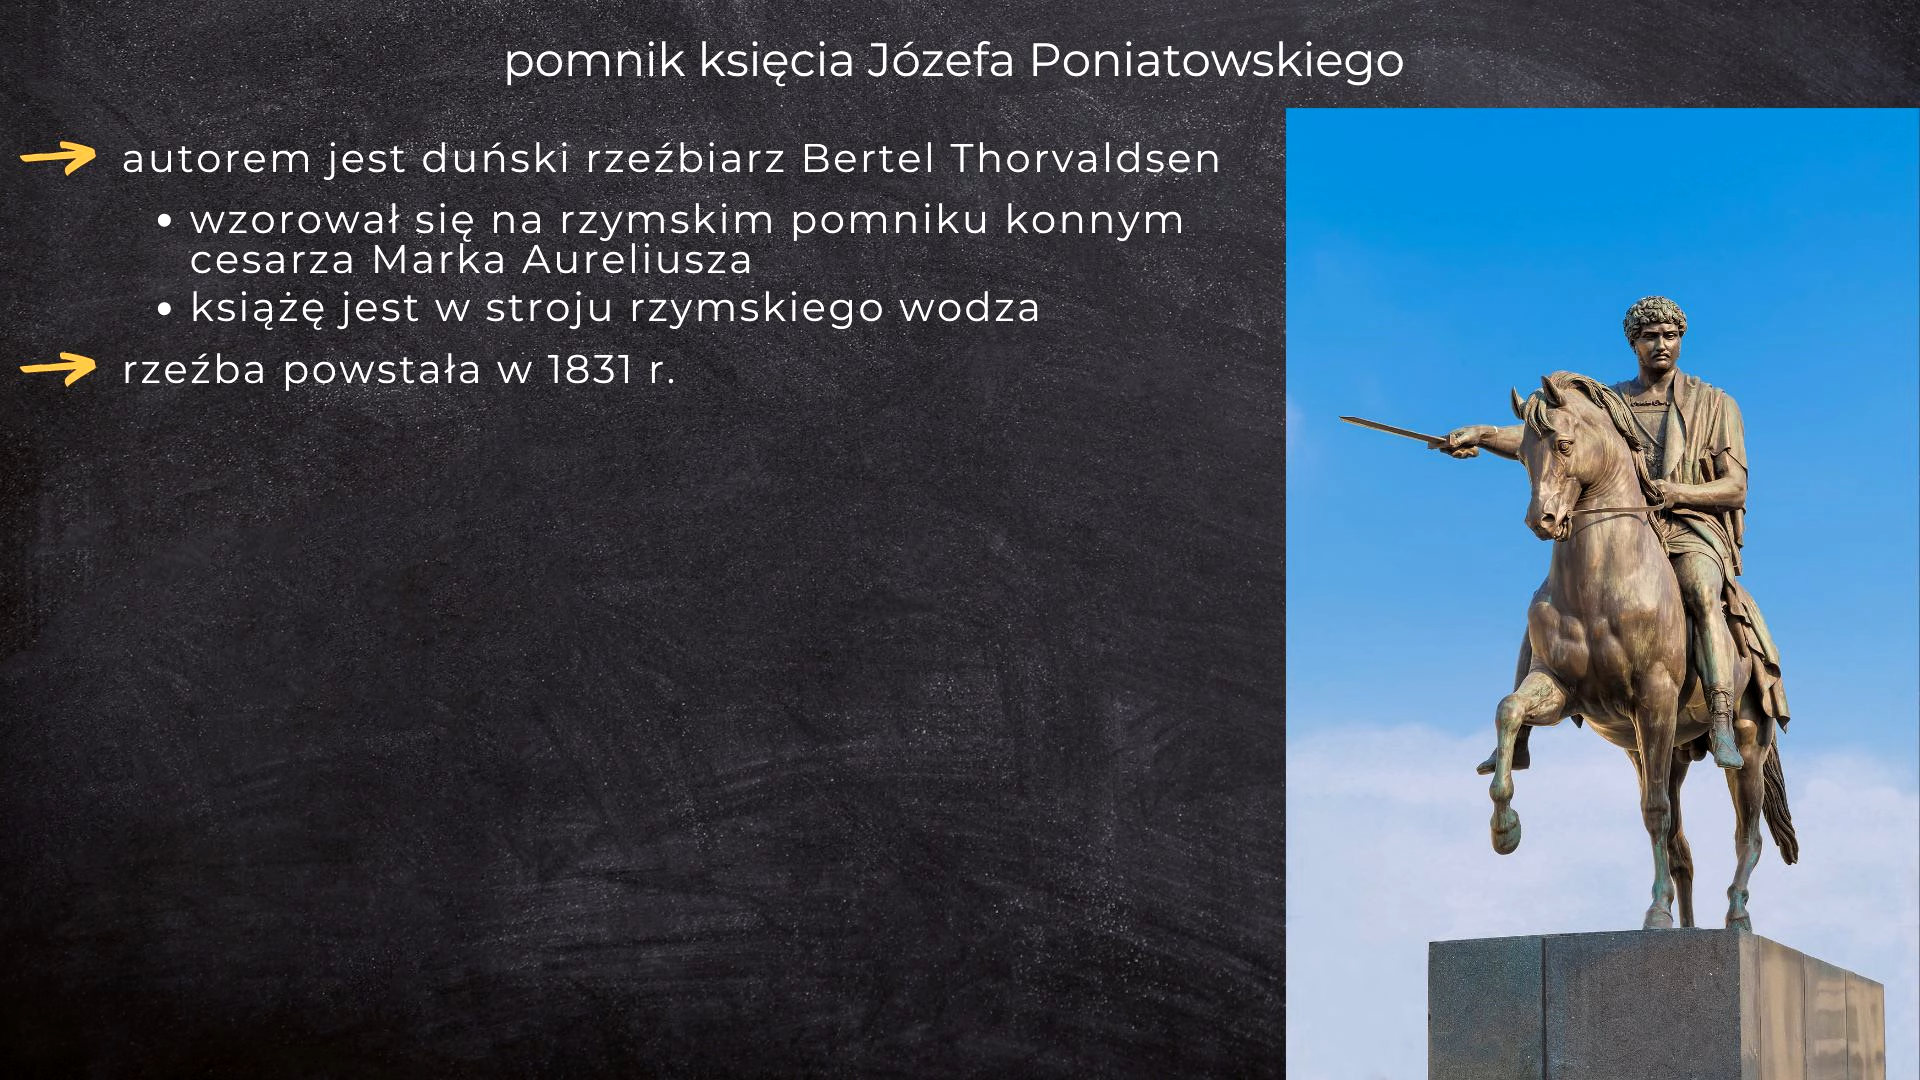 pomnik księcia Józefa Poniatowskiego
autorem jest duński rzeźbiarz Bertel Thorvaldsen
• wzorował się na rzymskim pomniku konnym
cesarza Marka Aureliusza
• książę jest w stroju rzymskiego wodza
rzeźba powstała w 1831 r.